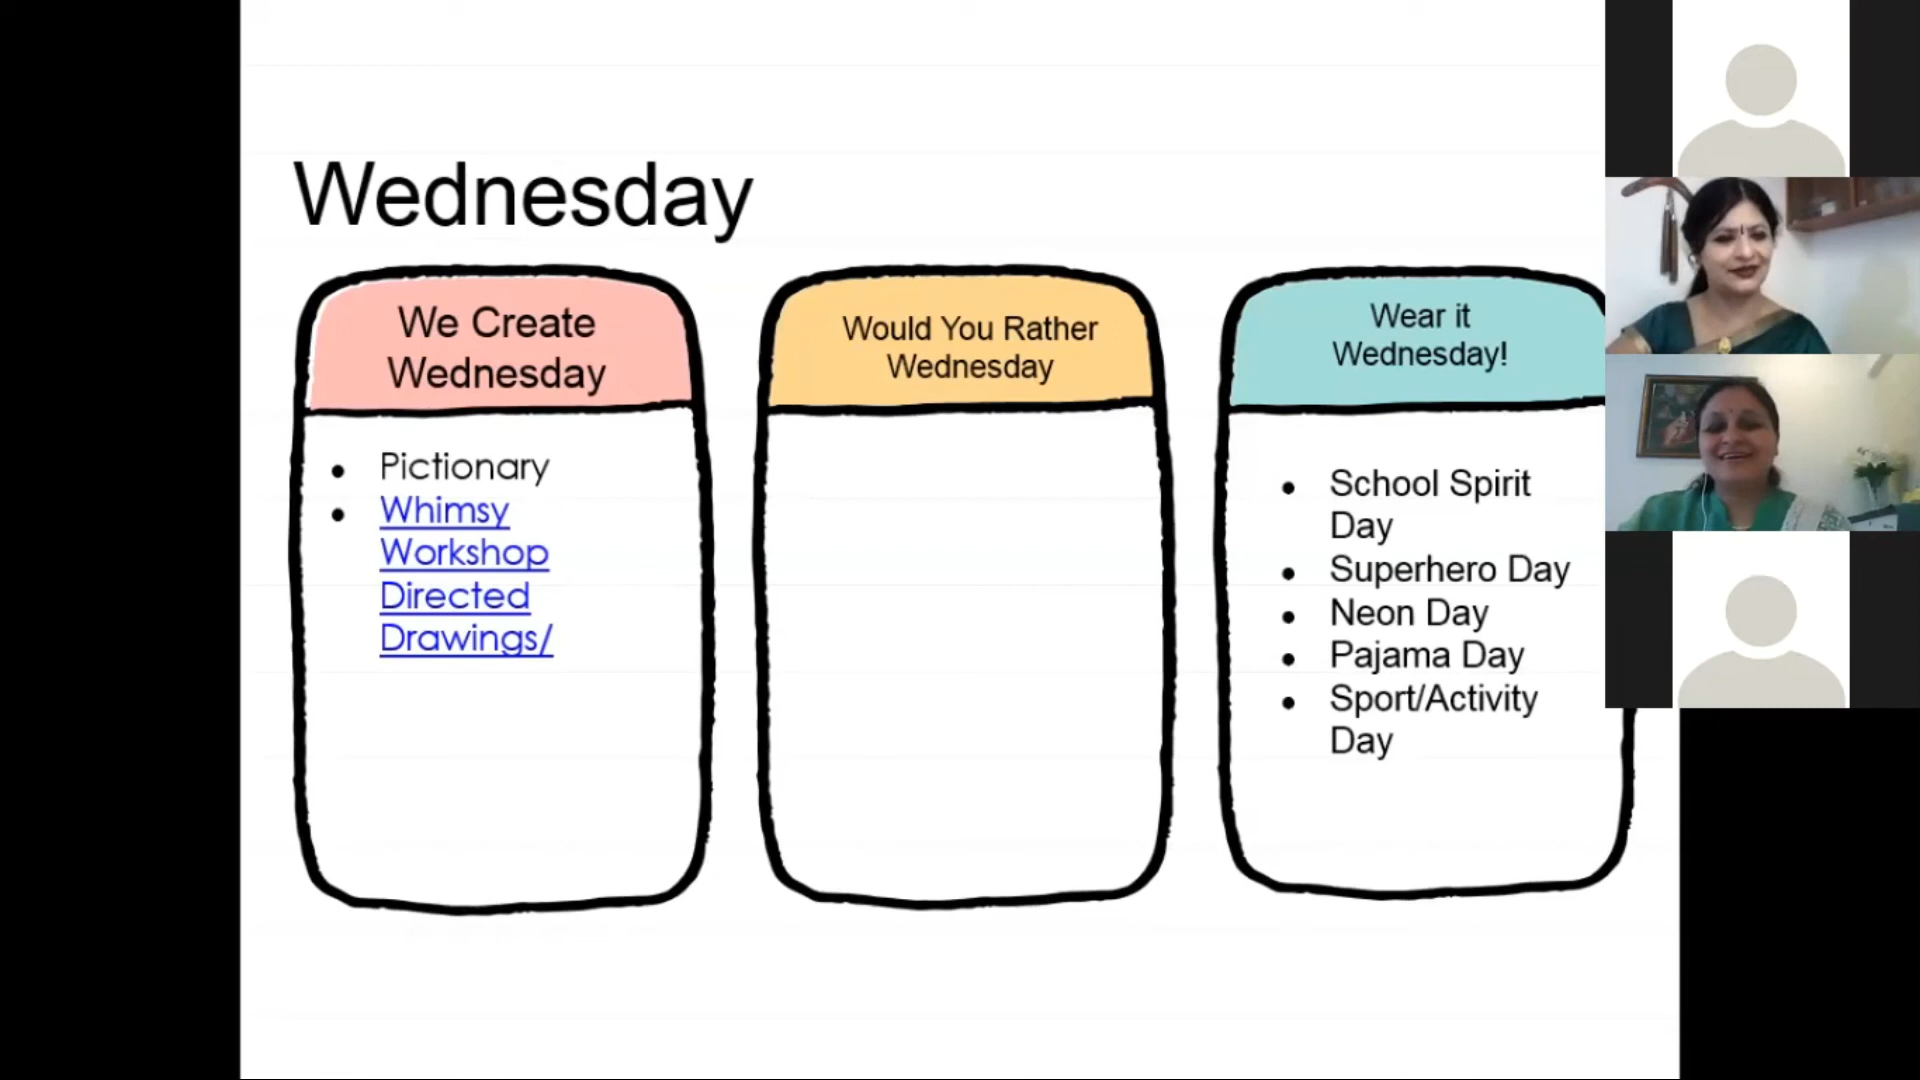 Wednesday
We Create
Wednesday
Pictionary
Whimsy
Workshop
Directed
Drawings/
Would You Rather
Wednesday
Wear it
Wednesday!
School Spirit
Day
Superhero Day
Neon Day
Pajama Day
Sport/Activity
Day